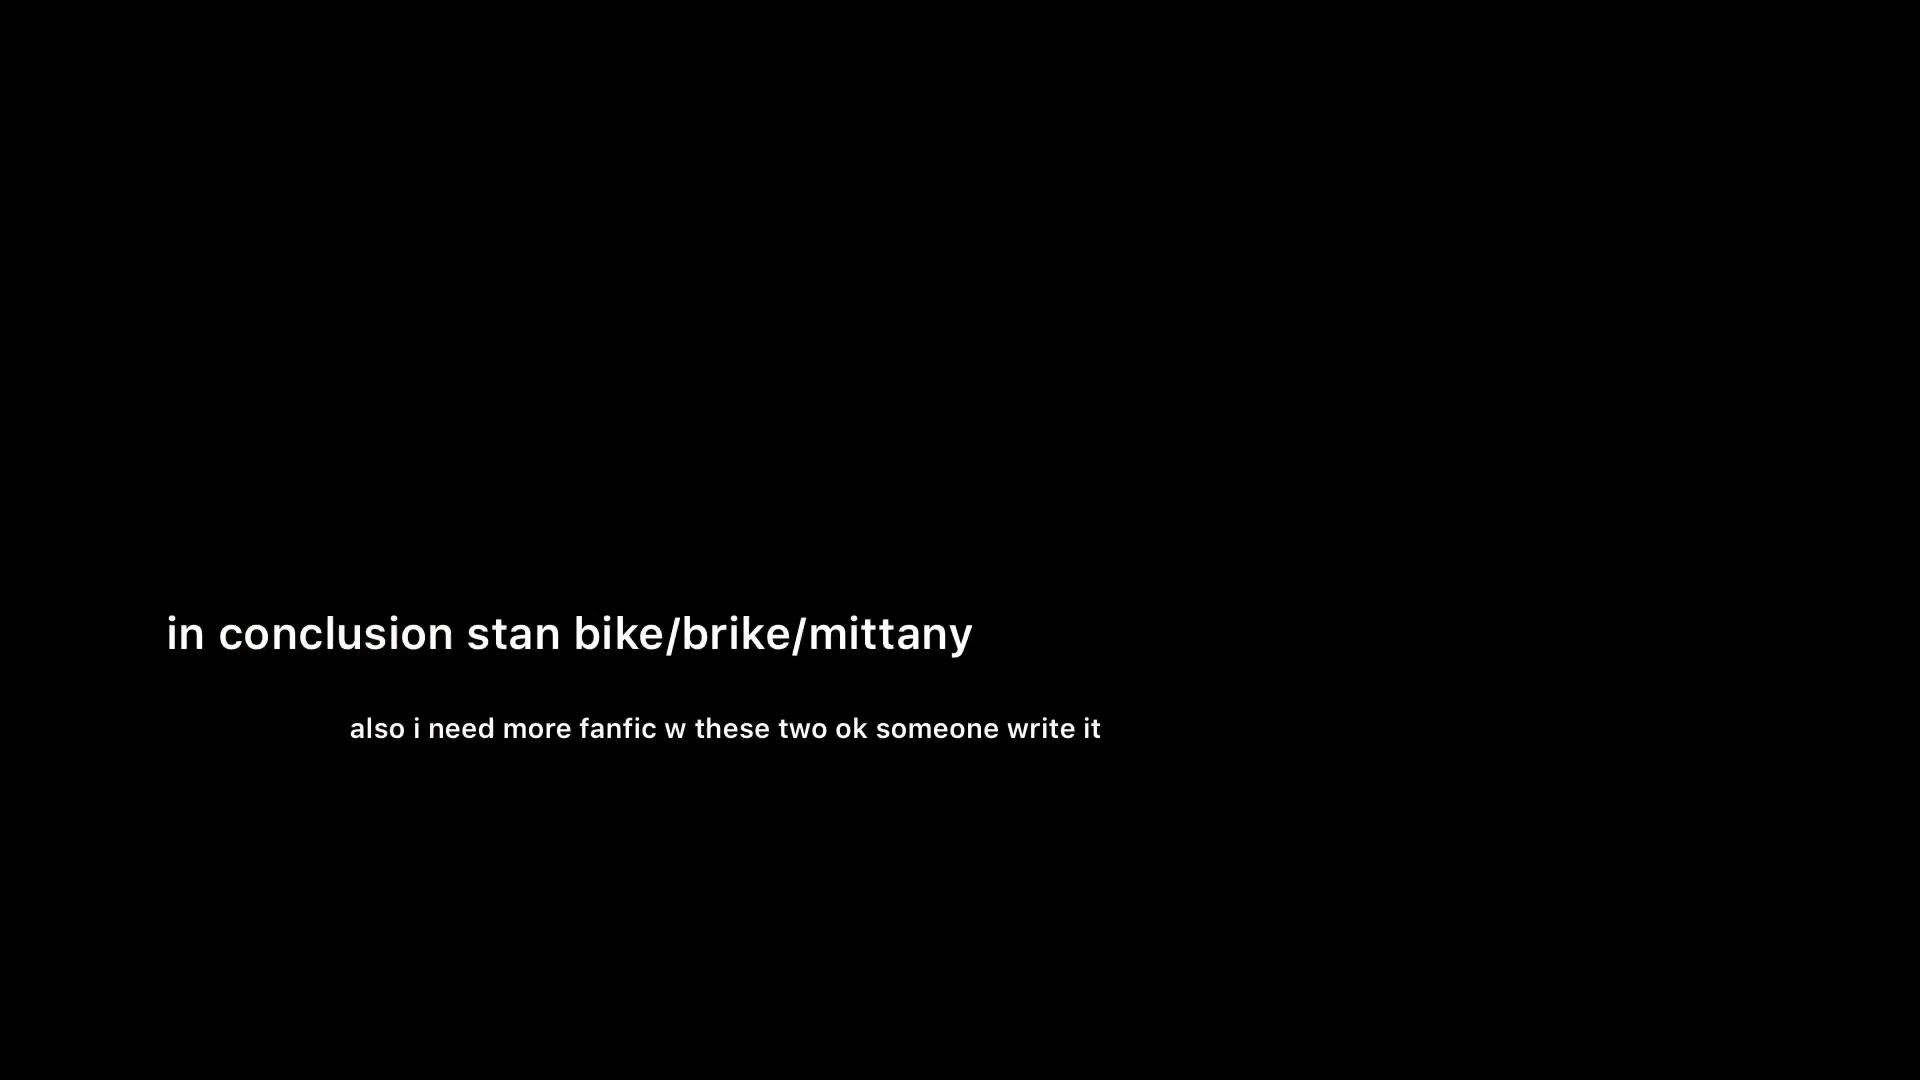 in conclusion stan bike/brike/mittany
also i need more fanfic w these two ok someone write it